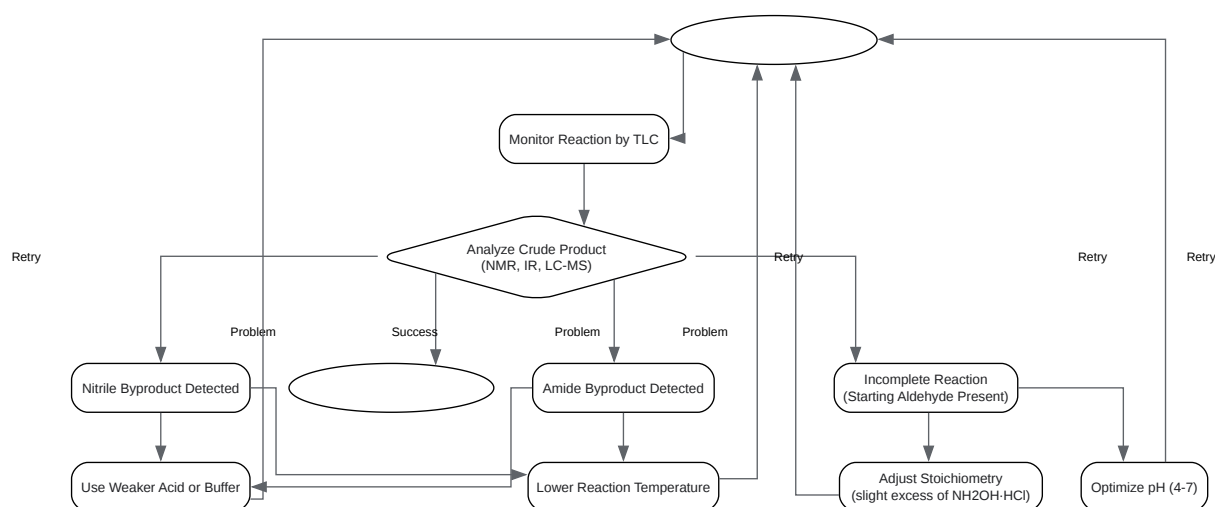 Monitor Reaction by TLC
Analyze Crude Product
(NMR, IR, LC-MS)
Retry
Retry
Retry
Retry
Problem
Success
Problem
Problem
Nitrile Byproduct Detected
Amide Byproduct Detected
Incomplete Reaction
(Starting Aldehyde Present)
Use Weaker Acid or Buffer
Lower Reaction Temperature
Adjust Stoichiometry
(slight excess of NH2OH·HCl)
Optimize pH (4-7)